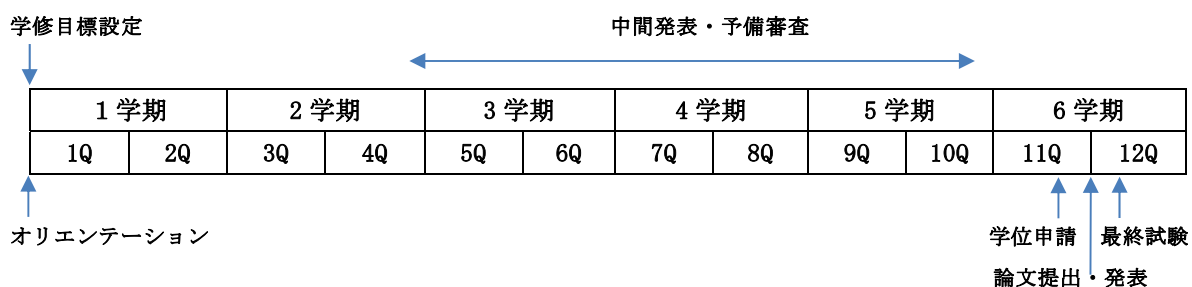 学修目標設定
中間発表・予備審査
1 学期 2 学期 3 学期 4 学期 5 学期 6 学期
1Q 2Q 3Q 4Q 5Q 6Q 7Q 8Q 9Q 10Q 11Q 12Q
オリエンテーション
学位申請 最終試験
論文提出・発表